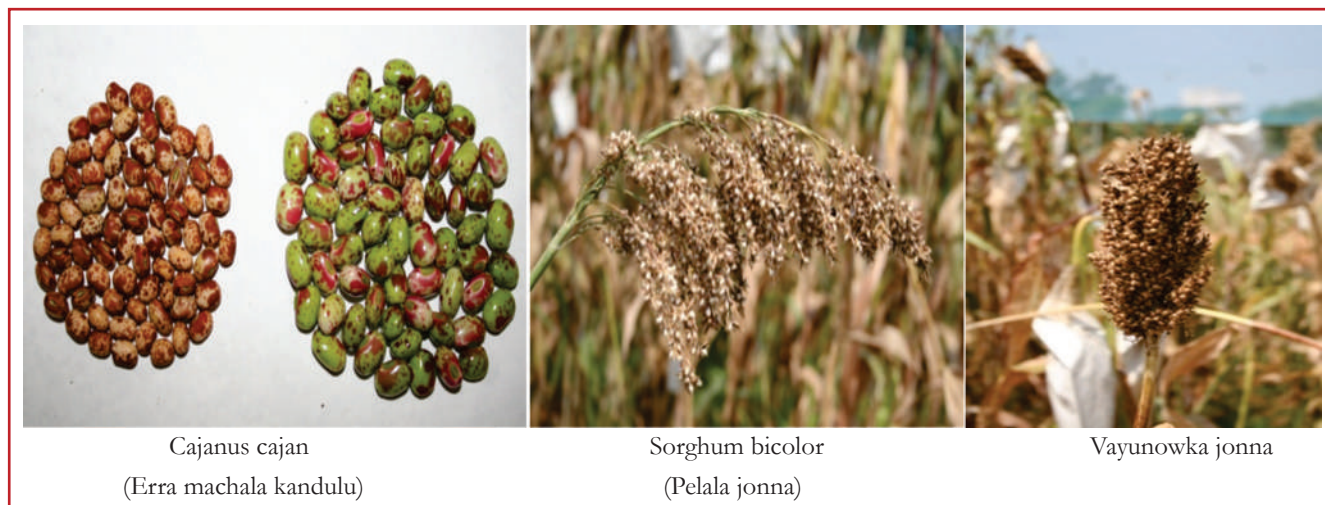 Cajanus cajan
(Erra machala kandulu)
Sorghum bicolor
(Pelala jonna)
Vayunowka jonna